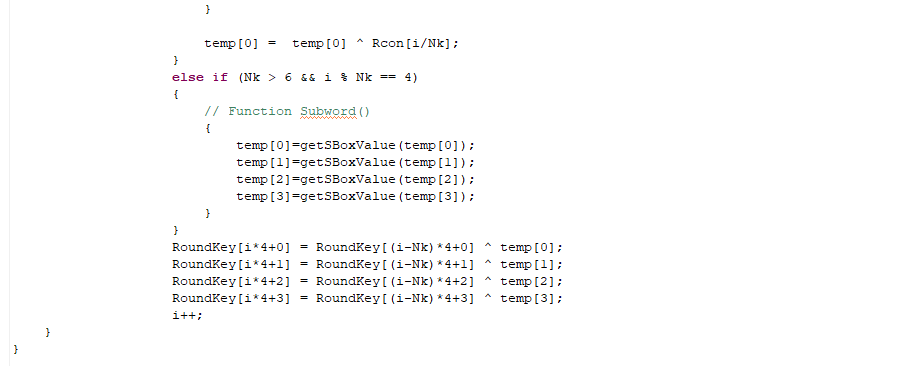 }
temp[0] =  temp[0] ^ Rcon[i/Nk];
}
else if (Nk > 6 && i % Nk == 4)
{
// Function Subword()
{
temp[0]=getSBoxValue(temp[0]);
temp[1]=getSBoxValue(temp[1]);
temp[2]=getSBoxValue(temp[2]);
temp[3]=getSBoxValue(temp[3]);
}
}
RoundKey[i*4+0] = RoundKey[(i-Nk)*4+0] ^ temp[0];
RoundKey[i*4+1] = RoundKey[(i-Nk)*4+1] ^ temp[1];
RoundKey[i*4+2] = RoundKey[(i-Nk)*4+2] ^ temp[2];
RoundKey[i*4+3] = RoundKey[(i-Nk)*4+3] ^ temp[3];
i++;
}
}